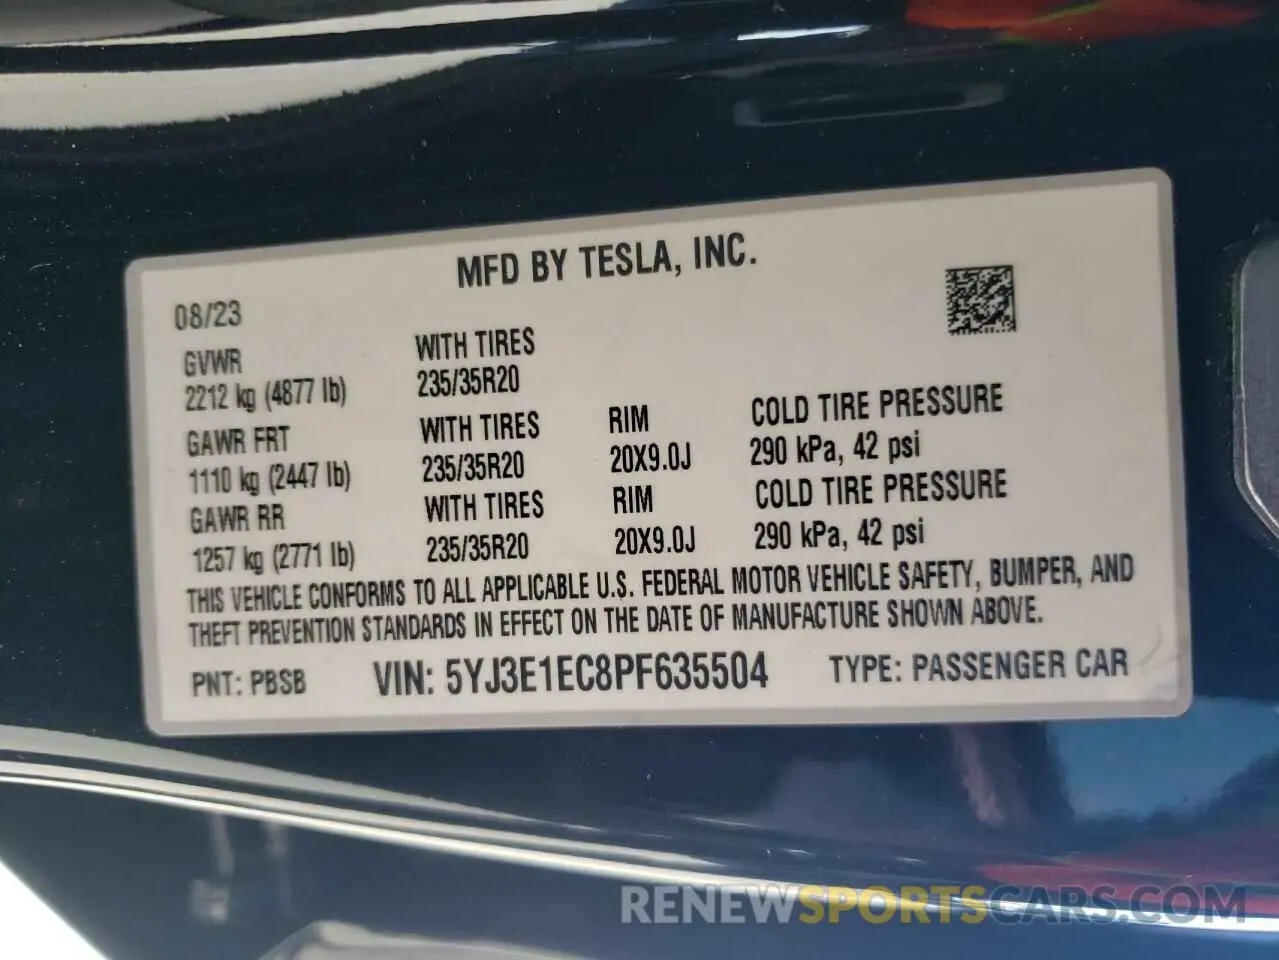 MFD BY TESLA, INC.
08/23
GVWR WITH TIRES
2212 kg (4877 lb) 235/35R20
GAWR FRT WITH TIRES RIM COLD TIRE PRESSURE
1110 kg (2447 lb) 235/35R20 20X9.0J 290 kPa, 42 psi
GAWR RR WITH TIRES RIM COLD TIRE PRESSURE
1257 kg (2771 lb) 235/35R20 20X9.0J 290 kPa, 42 psi
THIS VEHICLE CONFORMS TO ALL APPLICABLE U.S. FEDERAL MOTOR VEHICLE SAFETY, BUMPER, AND
THEFT PREVENTION STANDARDS IN EFFECT ON THE DATE OF MANUFACTURE SHOWN ABOVE.
PNT: PBSB VIN: 5YJ3E1EC8PF635504 TYPE: PASSENGER CAR
RENEWSPORTSCARS.COM